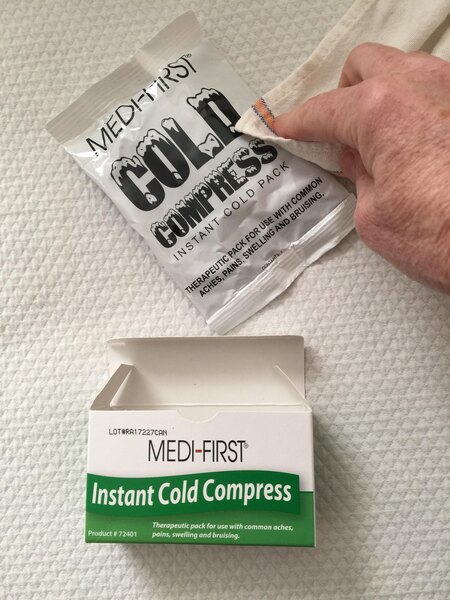 MEDI-FIRST®
COLD
COMPRESS
INSTANT COLD PACK
THERAPEUTIC PACK FOR USE WITH COMMON
ACHES, PAINS, SWELLING AND BRUISING.
LOT#RA17227CAN
MEDI-FIRST®
Instant Cold Compress
Product # 72401
Therapeutic pack for use with common aches,
pains, swelling and bruising.